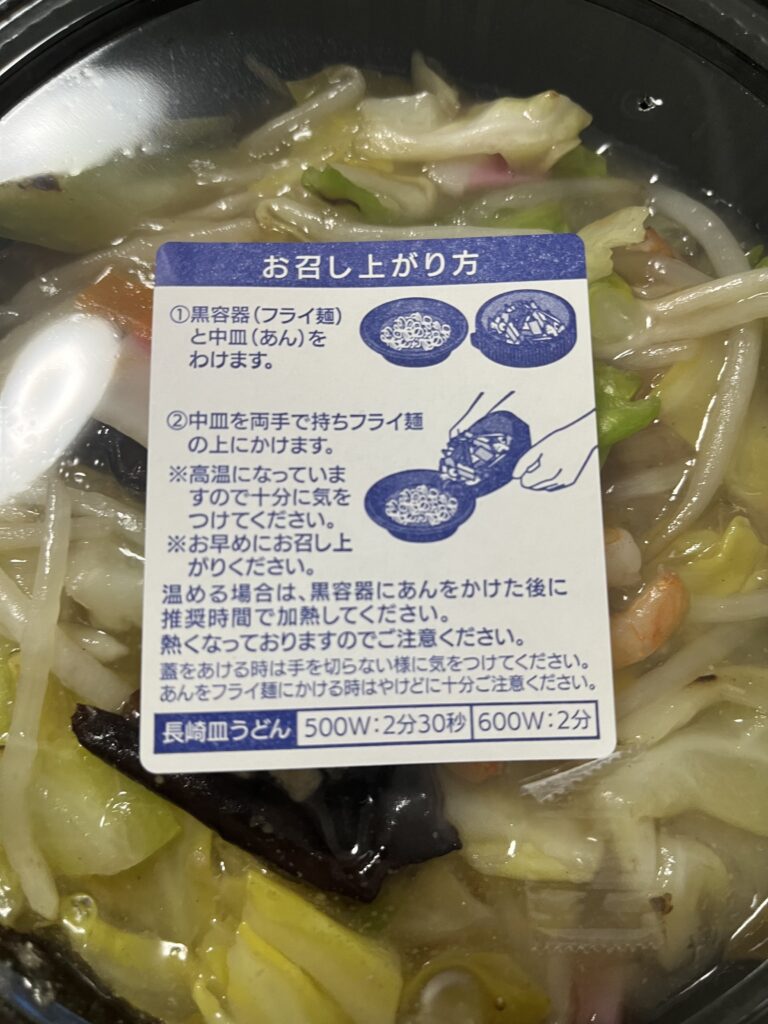 お召し上がり方
①黒容器(フライ麺)
と中皿(あん)を
わけます。
②中皿を両手で持ちフライ麺
の上にかけます。
※高温になっていま
すので十分に気を
つけてください。
※お早めにお召し上
がりください。
温める場合は、黒容器にあんをかけた後に
推奨時間で加熱してください。
熱くなっておりますのでご注意ください。
蓋をあける時は手を切らない様に気をつけてください。
あんをフライ麺にかける時はやけどに十分ご注意ください。
長崎皿うどん 500W:2分30秒 600W:2分